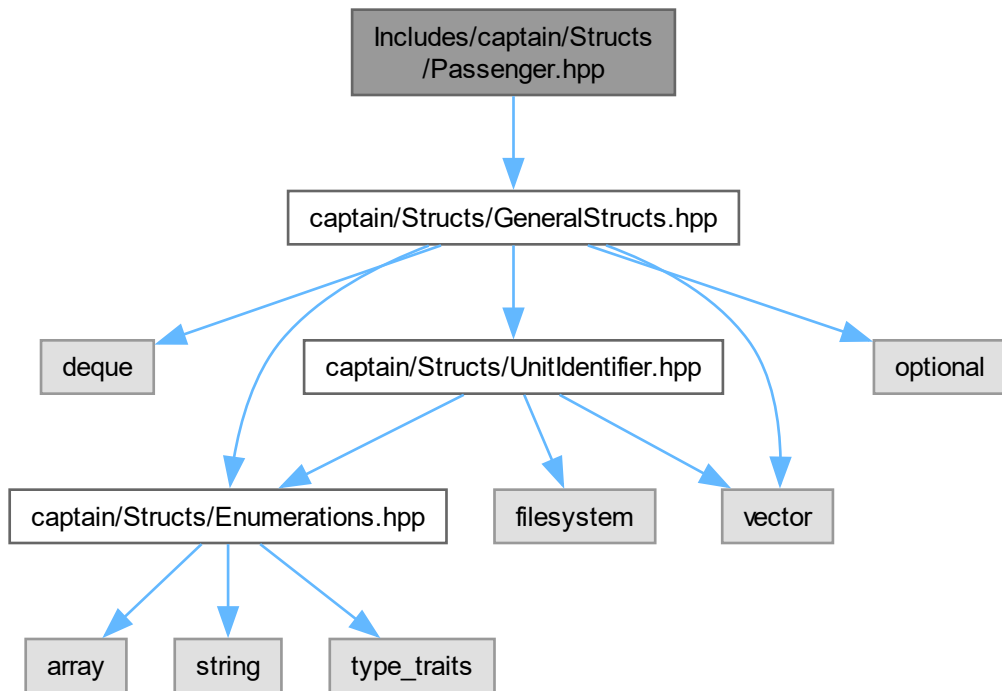 Includes/captain/Structs
/Passenger.hpp
captain/Structs/GeneralStructs.hpp
deque
captain/Structs/UnitIdentifier.hpp
optional
captain/Structs/Enumerations.hpp
filesystem
vector
array
string
type_traits